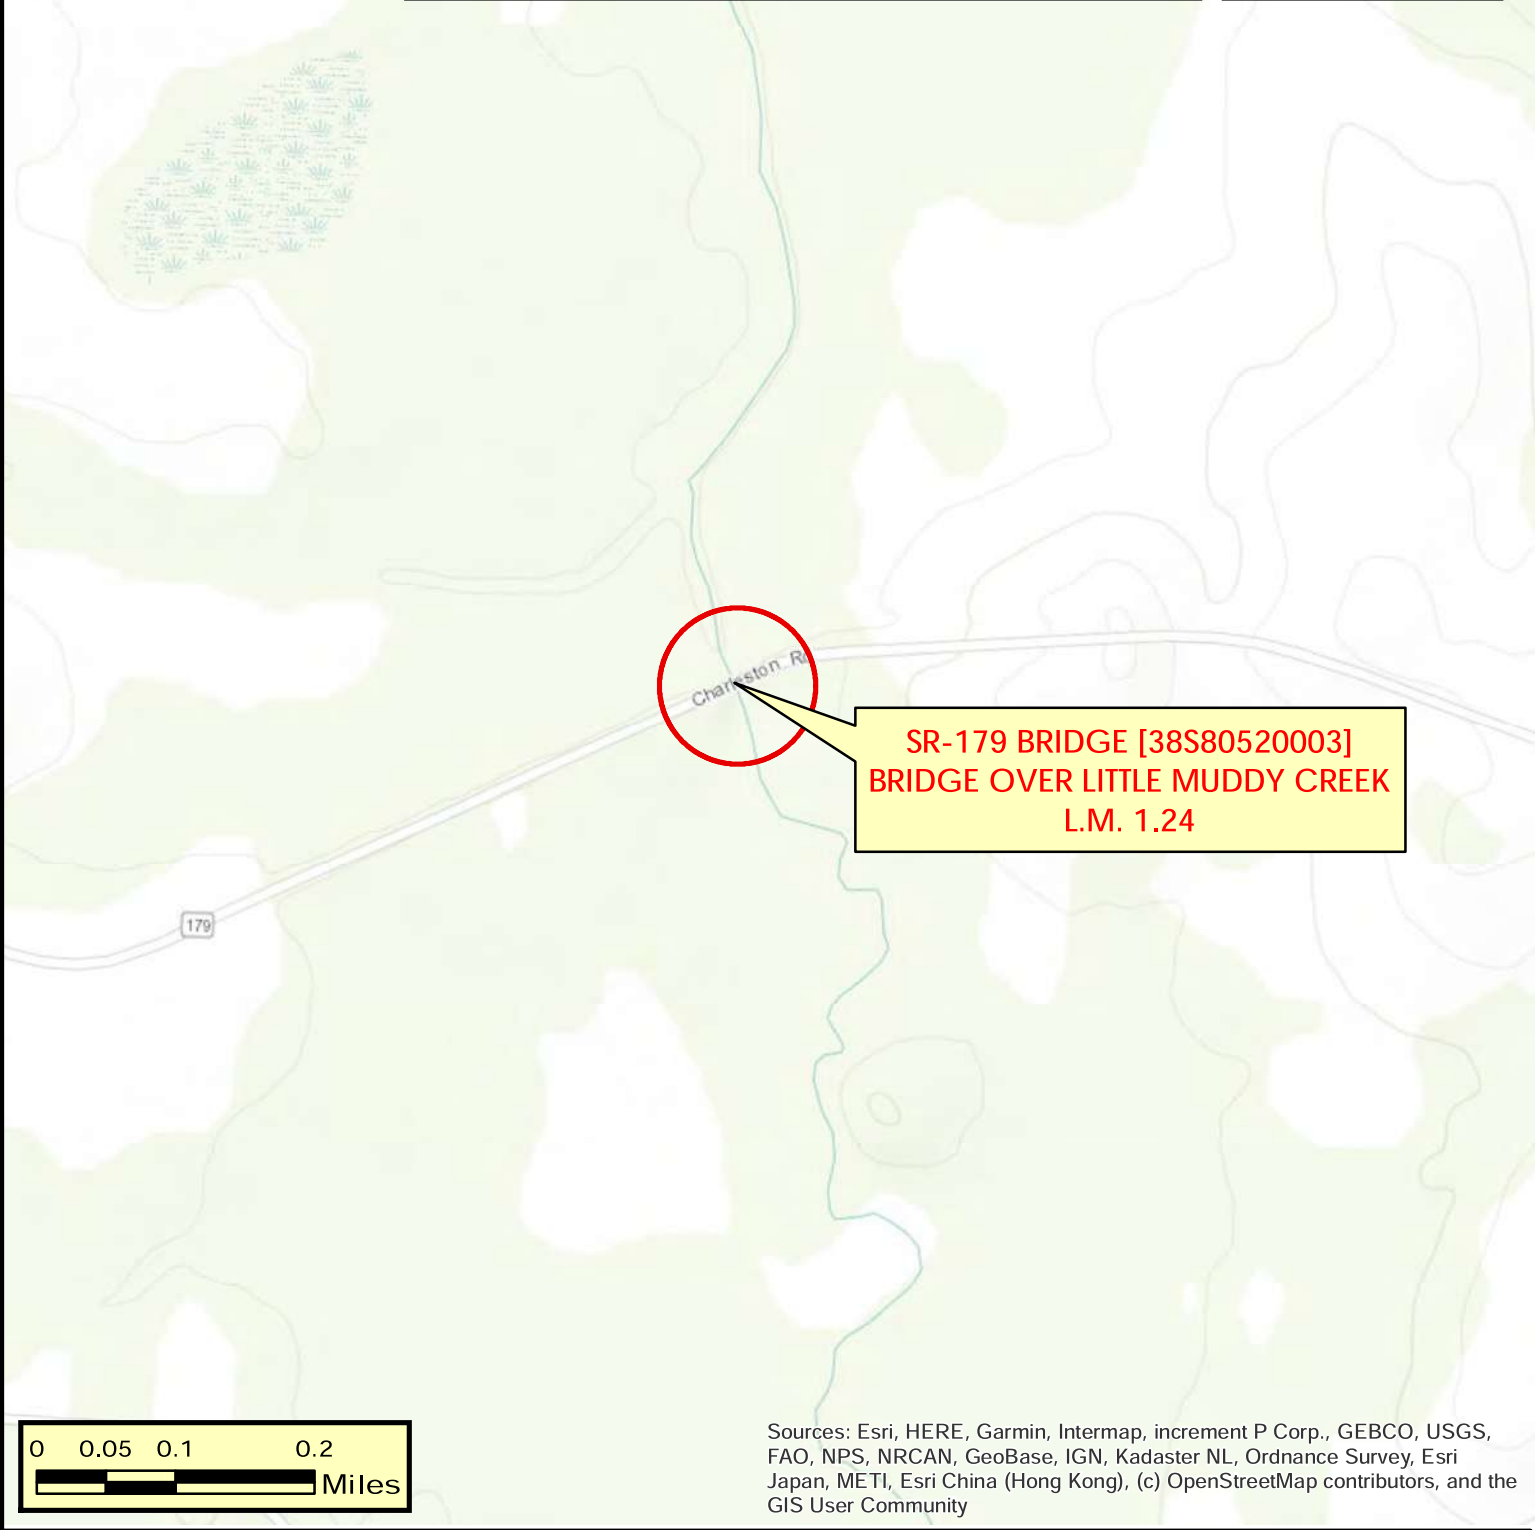 Charleston Rd
SR-179 BRIDGE [38S80520003]
BRIDGE OVER LITTLE MUDDY CREEK
L.M. 1.24
179
0 0.05 0.1 0.2
Miles
Sources: Esri, HERE, Garmin, Intermap, increment P Corp., GEBCO, USGS,
FAO, NPS, NRCAN, GeoBase, IGN, Kadaster NL, Ordnance Survey, Esri
Japan, METI, Esri China (Hong Kong), (c) OpenStreetMap contributors, and the
GIS User Community